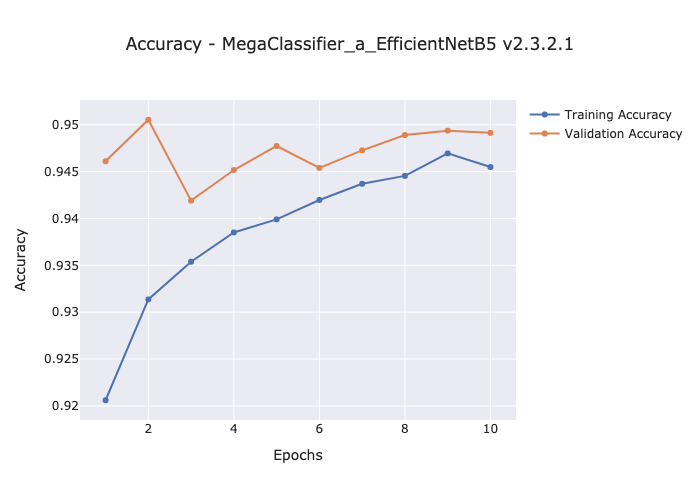 Accuracy - MegaClassifier_a_EfficientNetB5 v2.3.2.1
Training Accuracy
Validation Accuracy
0.95
0.945
0.94
0.935
0.93
0.925
0.92
Accuracy
2
4
6
8
10
Epochs